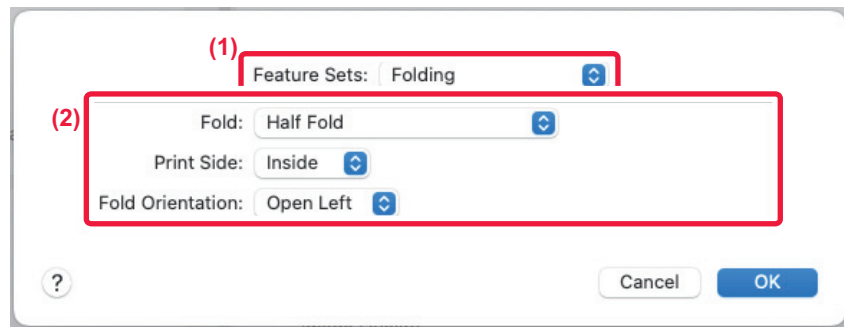 (1)
Feature Sets: Folding
(2)
Fold: Half Fold
Print Side: Inside
Fold Orientation: Open Left
? Cancel OK